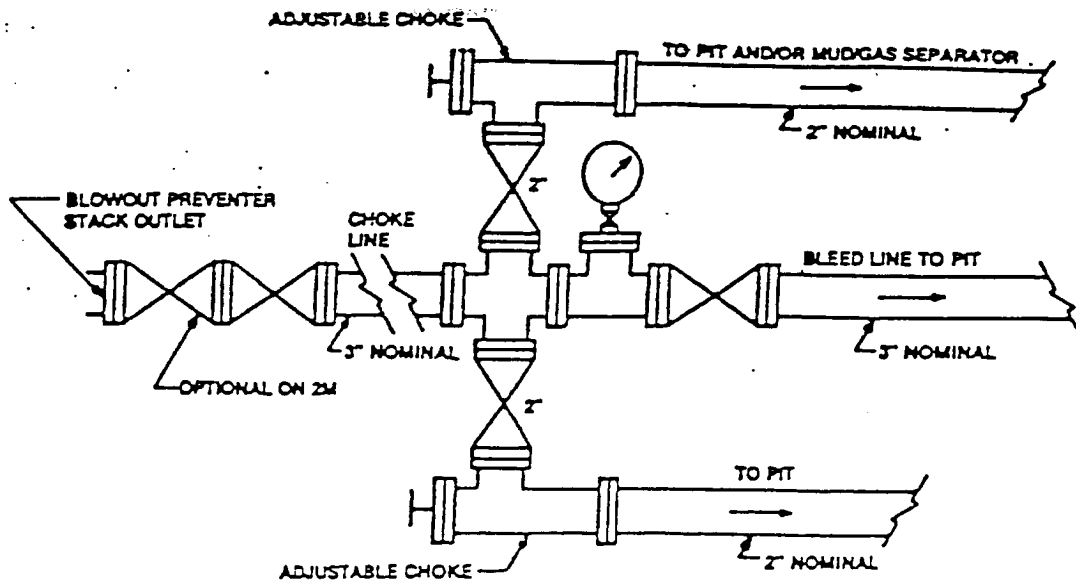 ADJUSTABLE CHOKE
TO PIT AND/OR MUD/GAS SEPARATOR
2" NOMINAL
2"
BLOWOUT PREVENTER
STACK OUTLET
CHOKE
LINE
BLEED LINE TO PIT
3" NOMINAL
3" NOMINAL
OPTIONAL ON 2M
2"
TO PIT
ADJUSTABLE CHOKE
2" NOMINAL